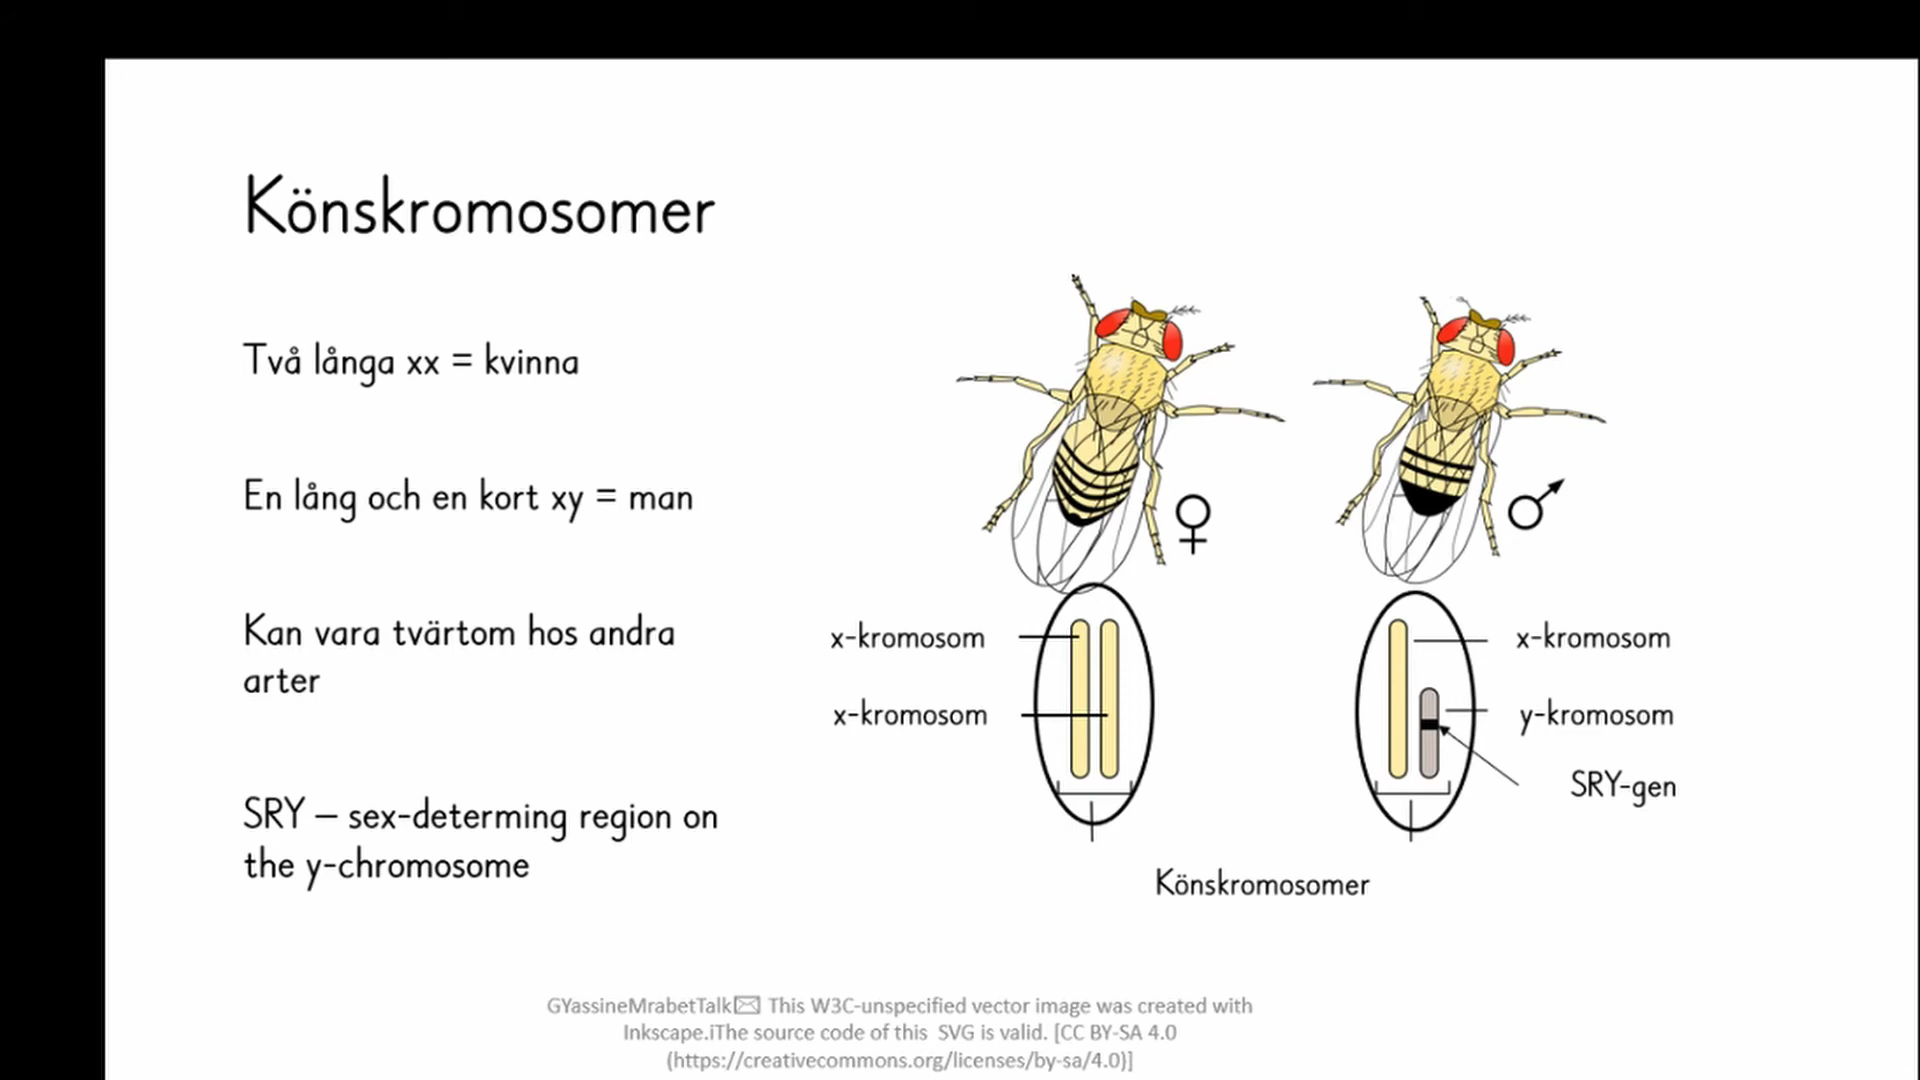 Könskromosomer
Två långa xx = kvinna
En lång och en kort xy = man
Kan vara tvärtom hos andra
arter
SRY – sex-determing region on
the y-chromosome
x-kromosom
x-kromosom
x-kromosom
y-kromosom
SRY-gen
Könskromosomer
GYassineMrabetTalk✉ This W3C-unspecified vector image was created with
Inkscape.iThe source code of this SVG is valid. [CC BY-SA 4.0
(https://creativecommons.org/licenses/by-sa/4.0)]